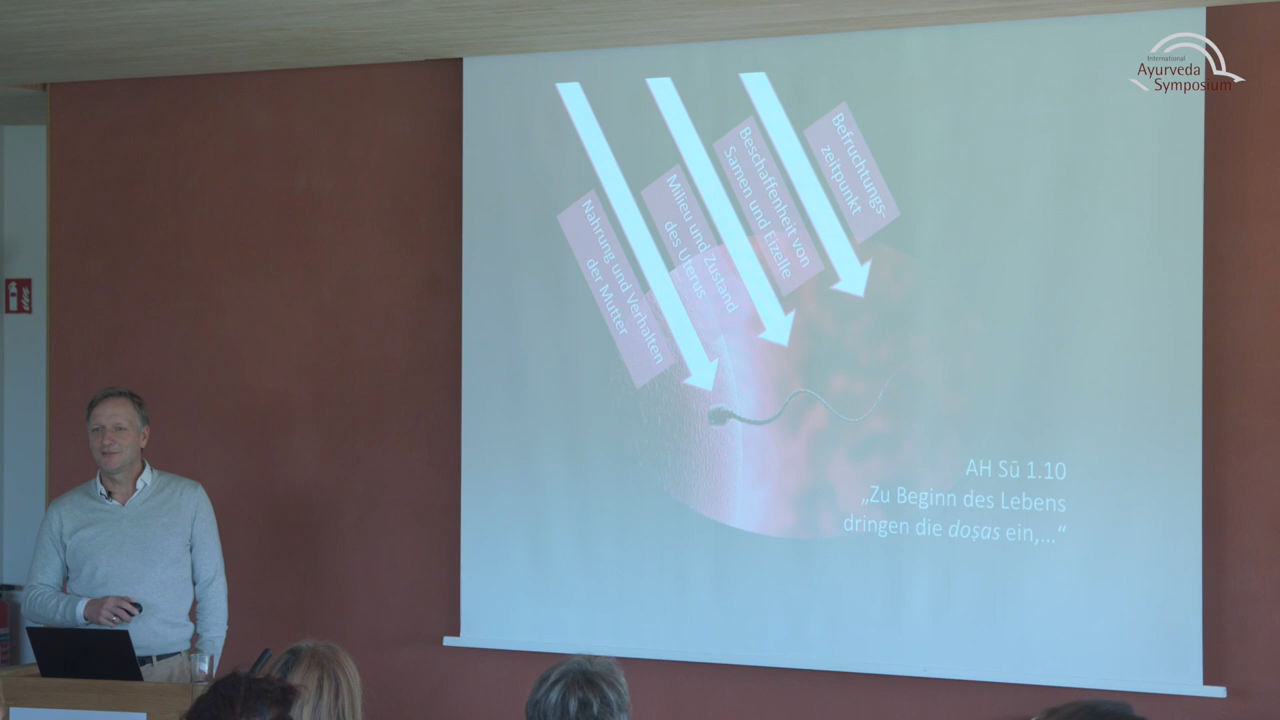 International
Ayurveda
Symposium
Nahrung und Verhalten
der Mutter
Milieu und Zustand
des Uterus
Beschaffenheit von
Samen und Eizelle
Befruchtungs
zeitpunkt
AH Sū 1.10
„Zu Beginn des Lebens
dringen die doṣas ein,...“